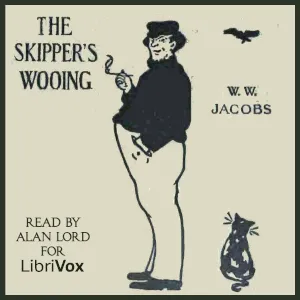 THE
SKIPPER'S
WOOING
W. W.
JACOBS
READ BY
ALAN LORD
FOR
LibriVox